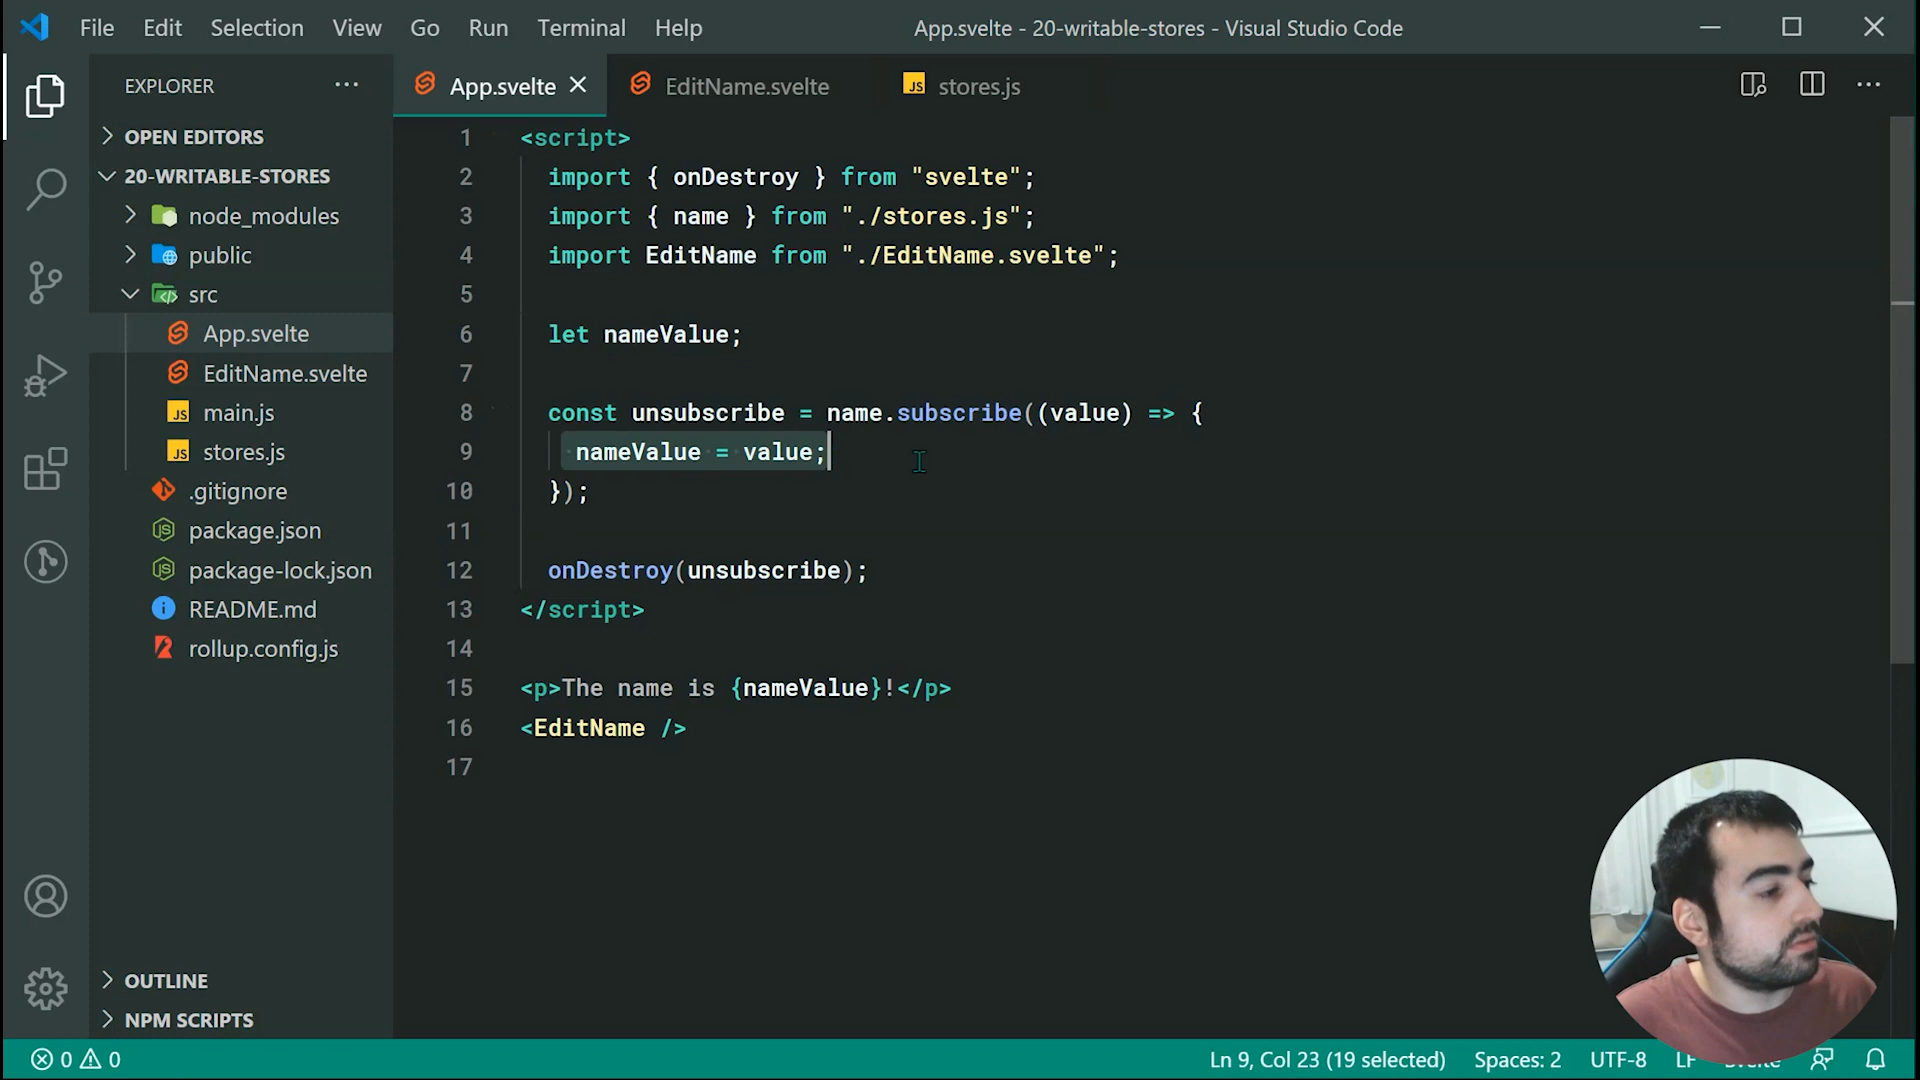 File Edit Selection View Go Run Terminal Help
App.svelte - 20-writable-stores - Visual Studio Code
EXPLORER
OPEN EDITORS
20-WRITABLE-STORES
node_modules
public
src
App.svelte
EditName.svelte
JS main.js
JS stores.js
.gitignore
package.json
package-lock.json
README.md
rollup.config.js
OUTLINE
NPM SCRIPTS
App.svelte
EditName.svelte
JS stores.js
1 <script>
2 import { onDestroy } from "svelte";
3 import { name } from "./stores.js";
4 import EditName from "./EditName.svelte";
5
6 let nameValue;
7
8 const unsubscribe = name.subscribe((value) => {
9 nameValue = value;
10 });
11
12 onDestroy(unsubscribe);
13 </script>
14
15 <p>The name is {nameValue}!</p>
16 <EditName />
17
0 0
Ln 9, Col 23 (19 selected) Spaces: 2 UTF-8 LF Svelte